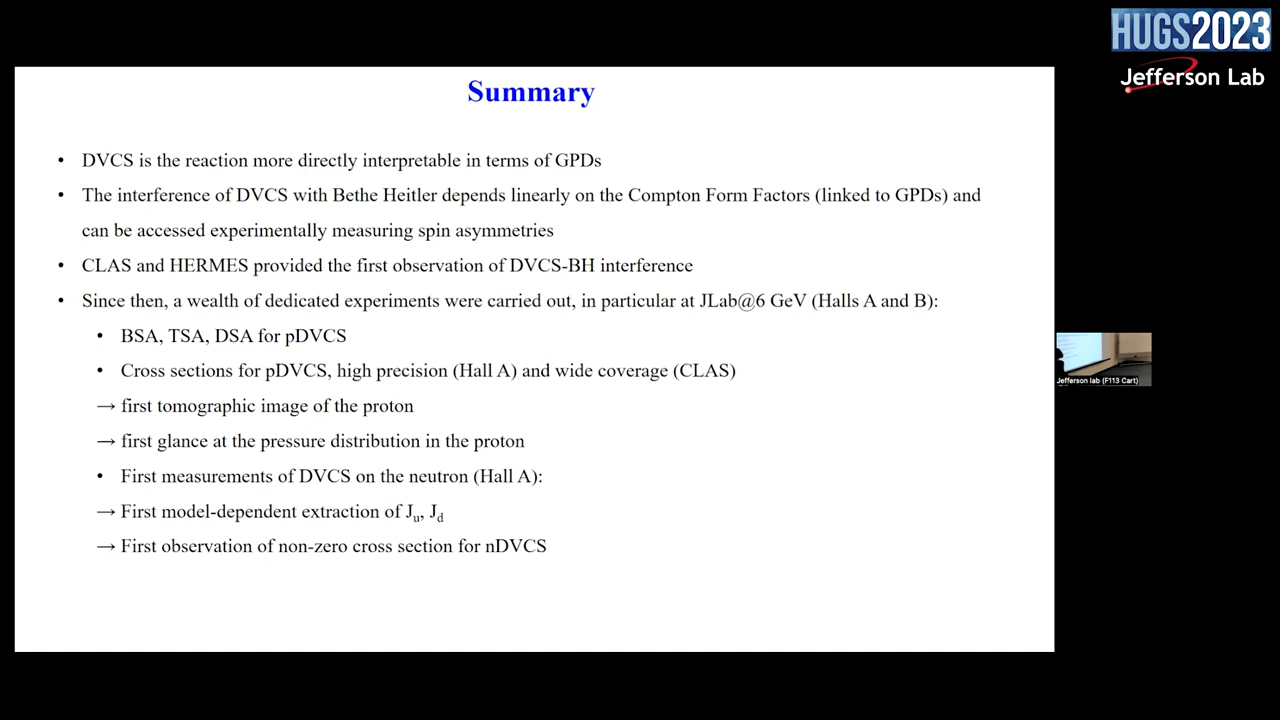 HUGS2023
Jefferson Lab
Summary
• DVCS is the reaction more directly interpretable in terms of GPDs
• The interference of DVCS with Bethe Heitler depends linearly on the Compton Form Factors (linked to GPDs) and
can be accessed experimentally measuring spin asymmetries
• CLAS and HERMES provided the first observation of DVCS-BH interference
• Since then, a wealth of dedicated experiments were carried out, in particular at JLab@6 GeV (Halls A and B):
• BSA, TSA, DSA for pDVCS
• Cross sections for pDVCS, high precision (Hall A) and wide coverage (CLAS)
→ first tomographic image of the proton
→ first glance at the pressure distribution in the proton
• First measurements of DVCS on the neutron (Hall A):
→ First model-dependent extraction of Ju, Jd
→ First observation of non-zero cross section for nDVCS
Jefferson lab (F113 Cart)